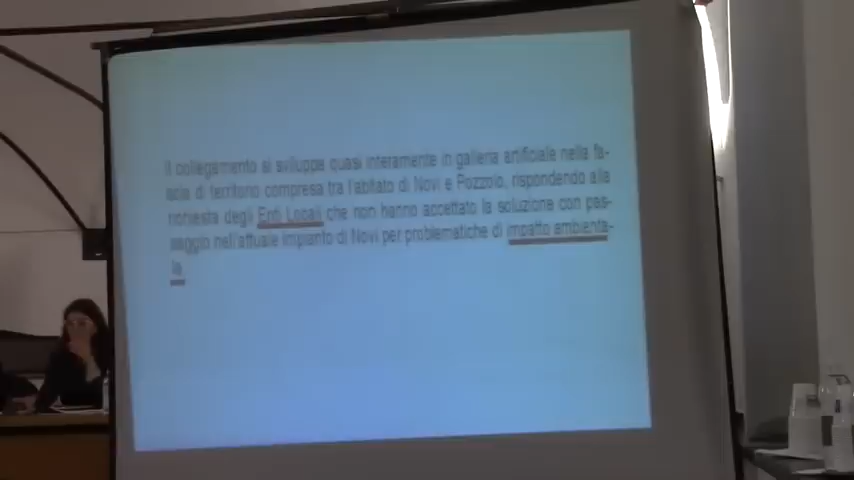 Il collegamento si sviluppa quasi interamente in galleria artificiale nella fa-
scia di territorio compresa tra l'abitato di Novi e Pozzolo, rispondendo alla
richiesta degli Enti Locali che non hanno accettato la soluzione con pas-
saggio nell'attuale impianto di Novi per problematiche di impatto ambienta-
le